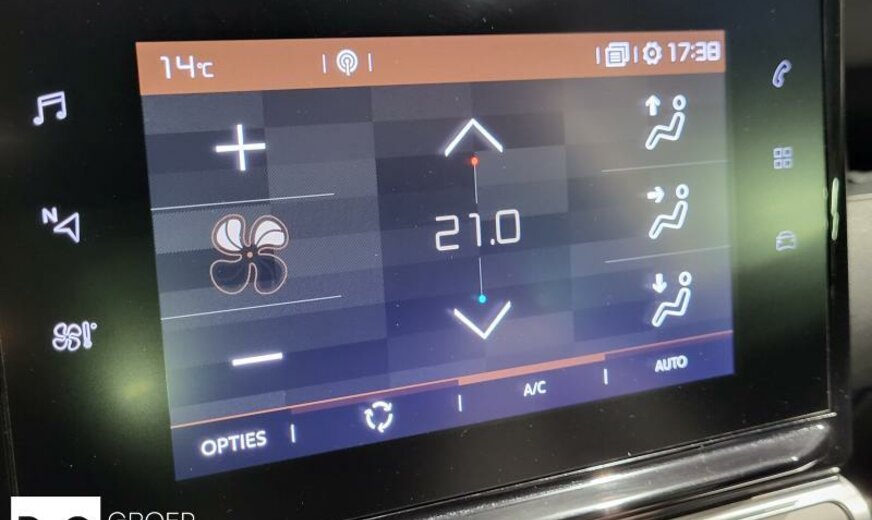 14°C
17:38
N
21.0
OPTIES
A/C
AUTO
GROEP